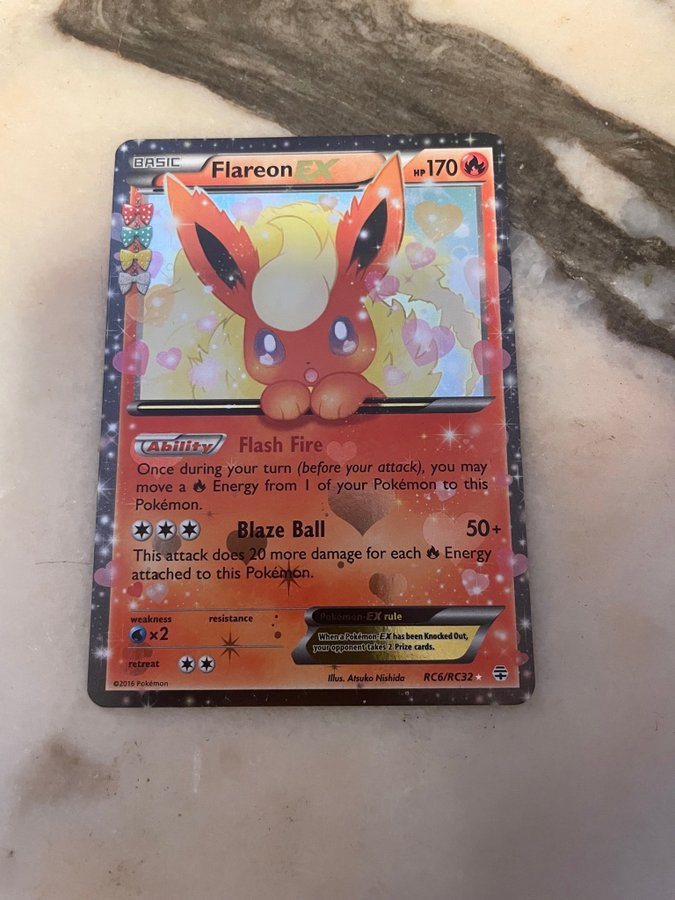 BASIC Flareon EX HP 170
Ability Flash Fire
Once during your turn (before your attack), you may
move a Energy from 1 of your Pokémon to this
Pokémon.
Blaze Ball 50+
This attack does 20 more damage for each Energy
attached to this Pokémon.
weakness resistance
×2
retreat
Pokémon-EX rule
When a Pokémon-EX has been Knocked Out,
your opponent takes 2 Prize cards.
©2016 Pokémon Illus. Atsuko Nishida RC6/RC32